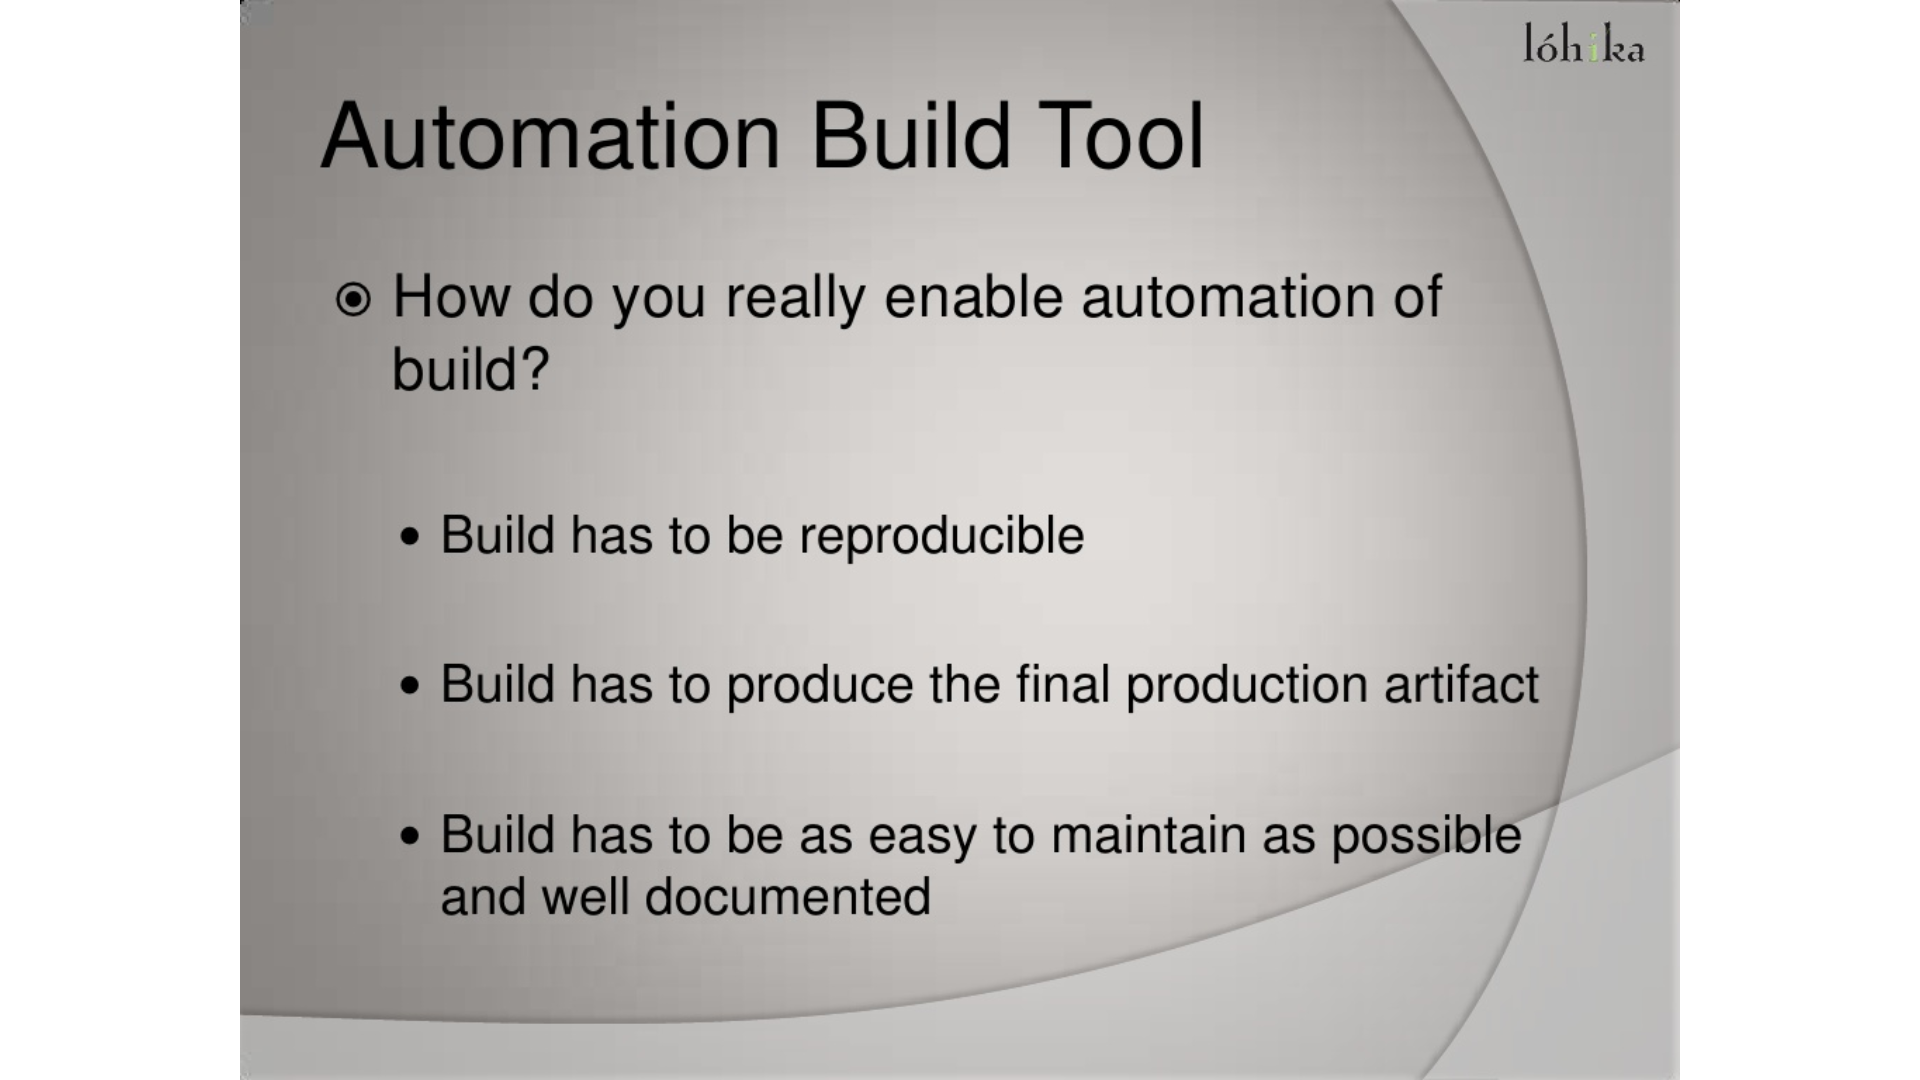 lóhika
Automation Build Tool
How do you really enable automation of
build?
• Build has to be reproducible
• Build has to produce the final production artifact
• Build has to be as easy to maintain as possible
and well documented